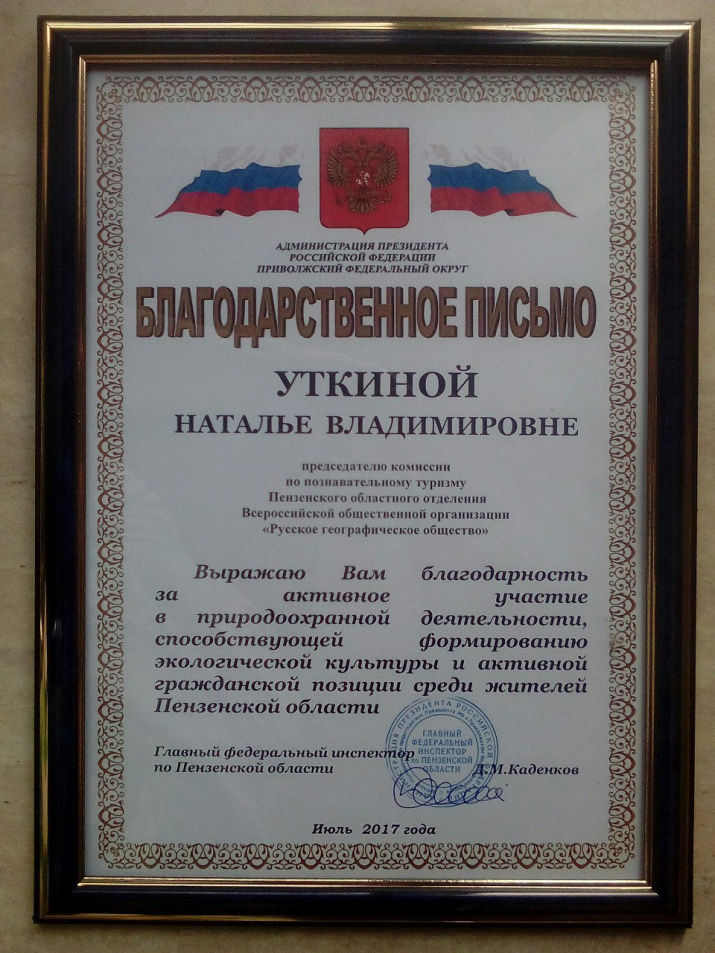 АДМИНИСТРАЦИЯ ПРЕЗИДЕНТА
РОССИЙСКОЙ ФЕДЕРАЦИИ
ПРИВОЛЖСКИЙ ФЕДЕРАЛЬНЫЙ ОКРУГ
БЛАГОДАРСТВЕННОЕ ПИСЬМО
УТКИНОЙ
НАТАЛЬЕ ВЛАДИМИРОВНЕ
председателю комиссии
по познавательному туризму
Пензенского областного отделения
Всероссийской общественной организации
«Русское географическое общество»
Выражаю Вам благодарность
за активное участие
в природоохранной деятельности,
способствующей формированию
экологической культуры и активной
гражданской позиции среди жителей
Пензенской области
Главный федеральный инспектор
по Пензенской области
Д.М.Каденков
ГЛАВНЫЙ
ФЕДЕРАЛЬНЫЙ
ИНСПЕКТОР
по ПЕНЗЕНСКОЙ
ОБЛАСТИ
Июль 2017 года